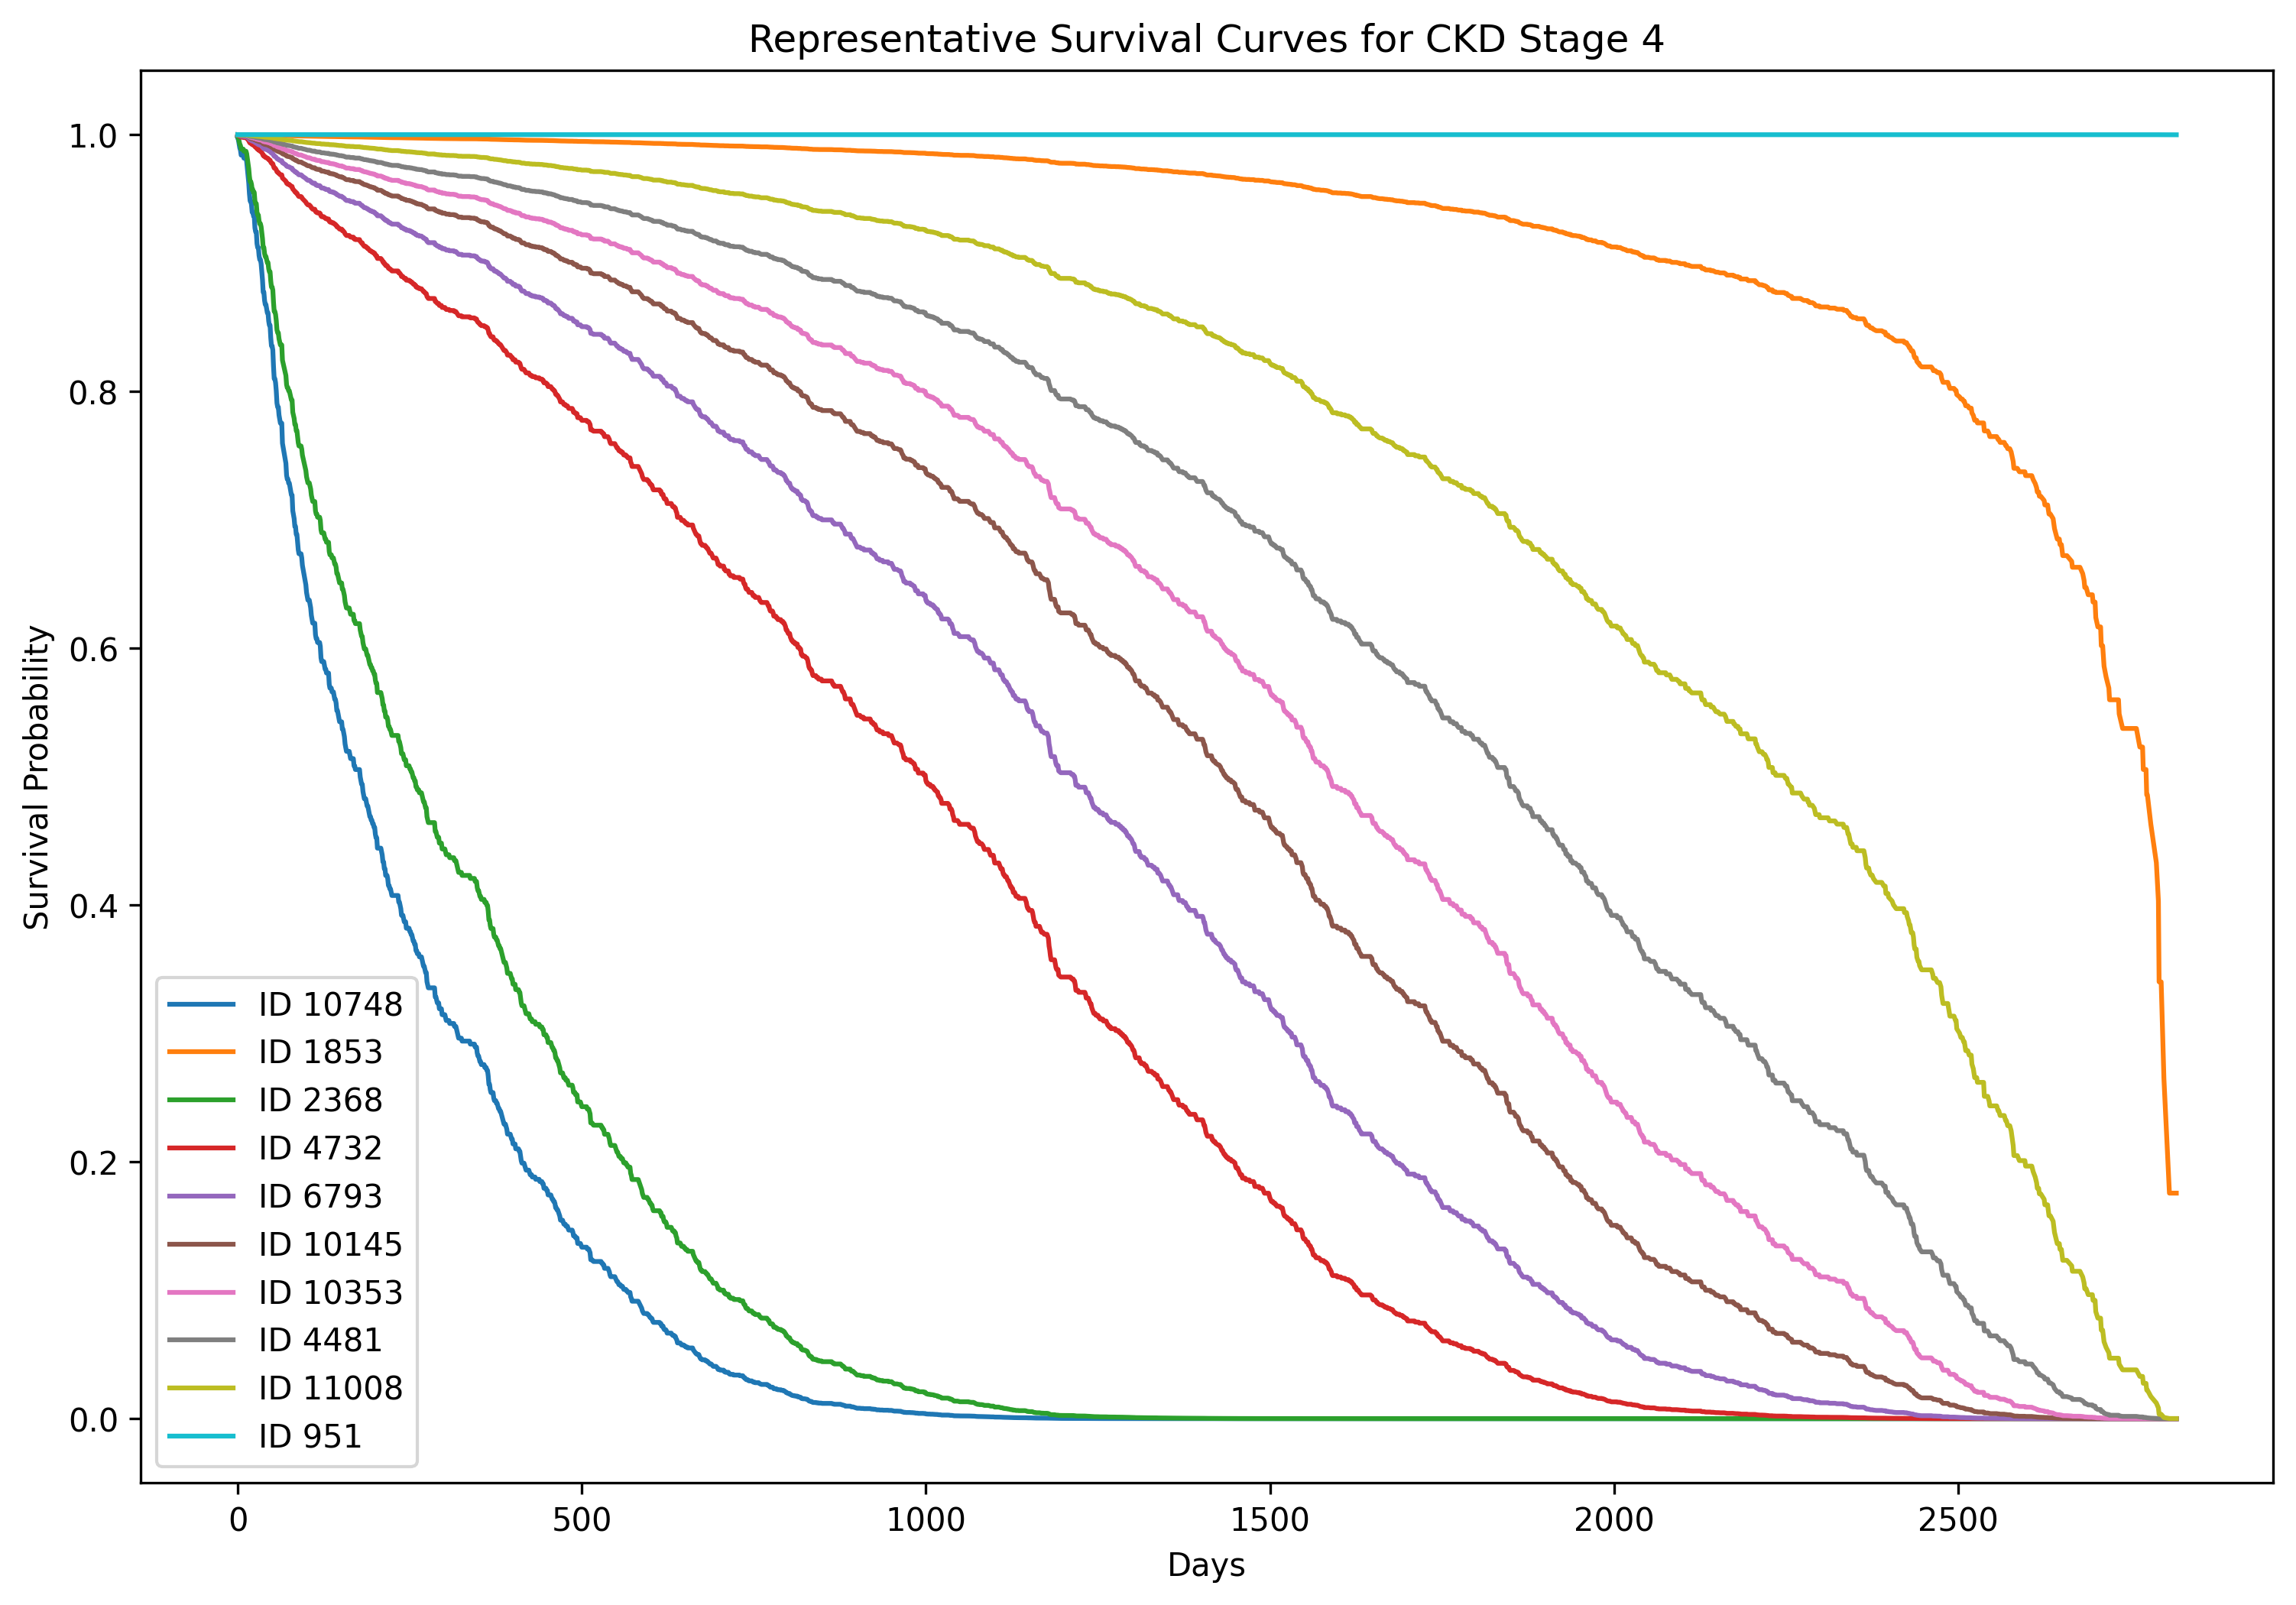 Representative Survival Curves for CKD Stage 4
Survival Probability
1.0
0.8
0.6
0.4
0.2
0.0
ID 10748
ID 1853
ID 2368
ID 4732
ID 6793
ID 10145
ID 10353
ID 4481
ID 11008
ID 951
0 500 1000 1500 2000 2500
Days